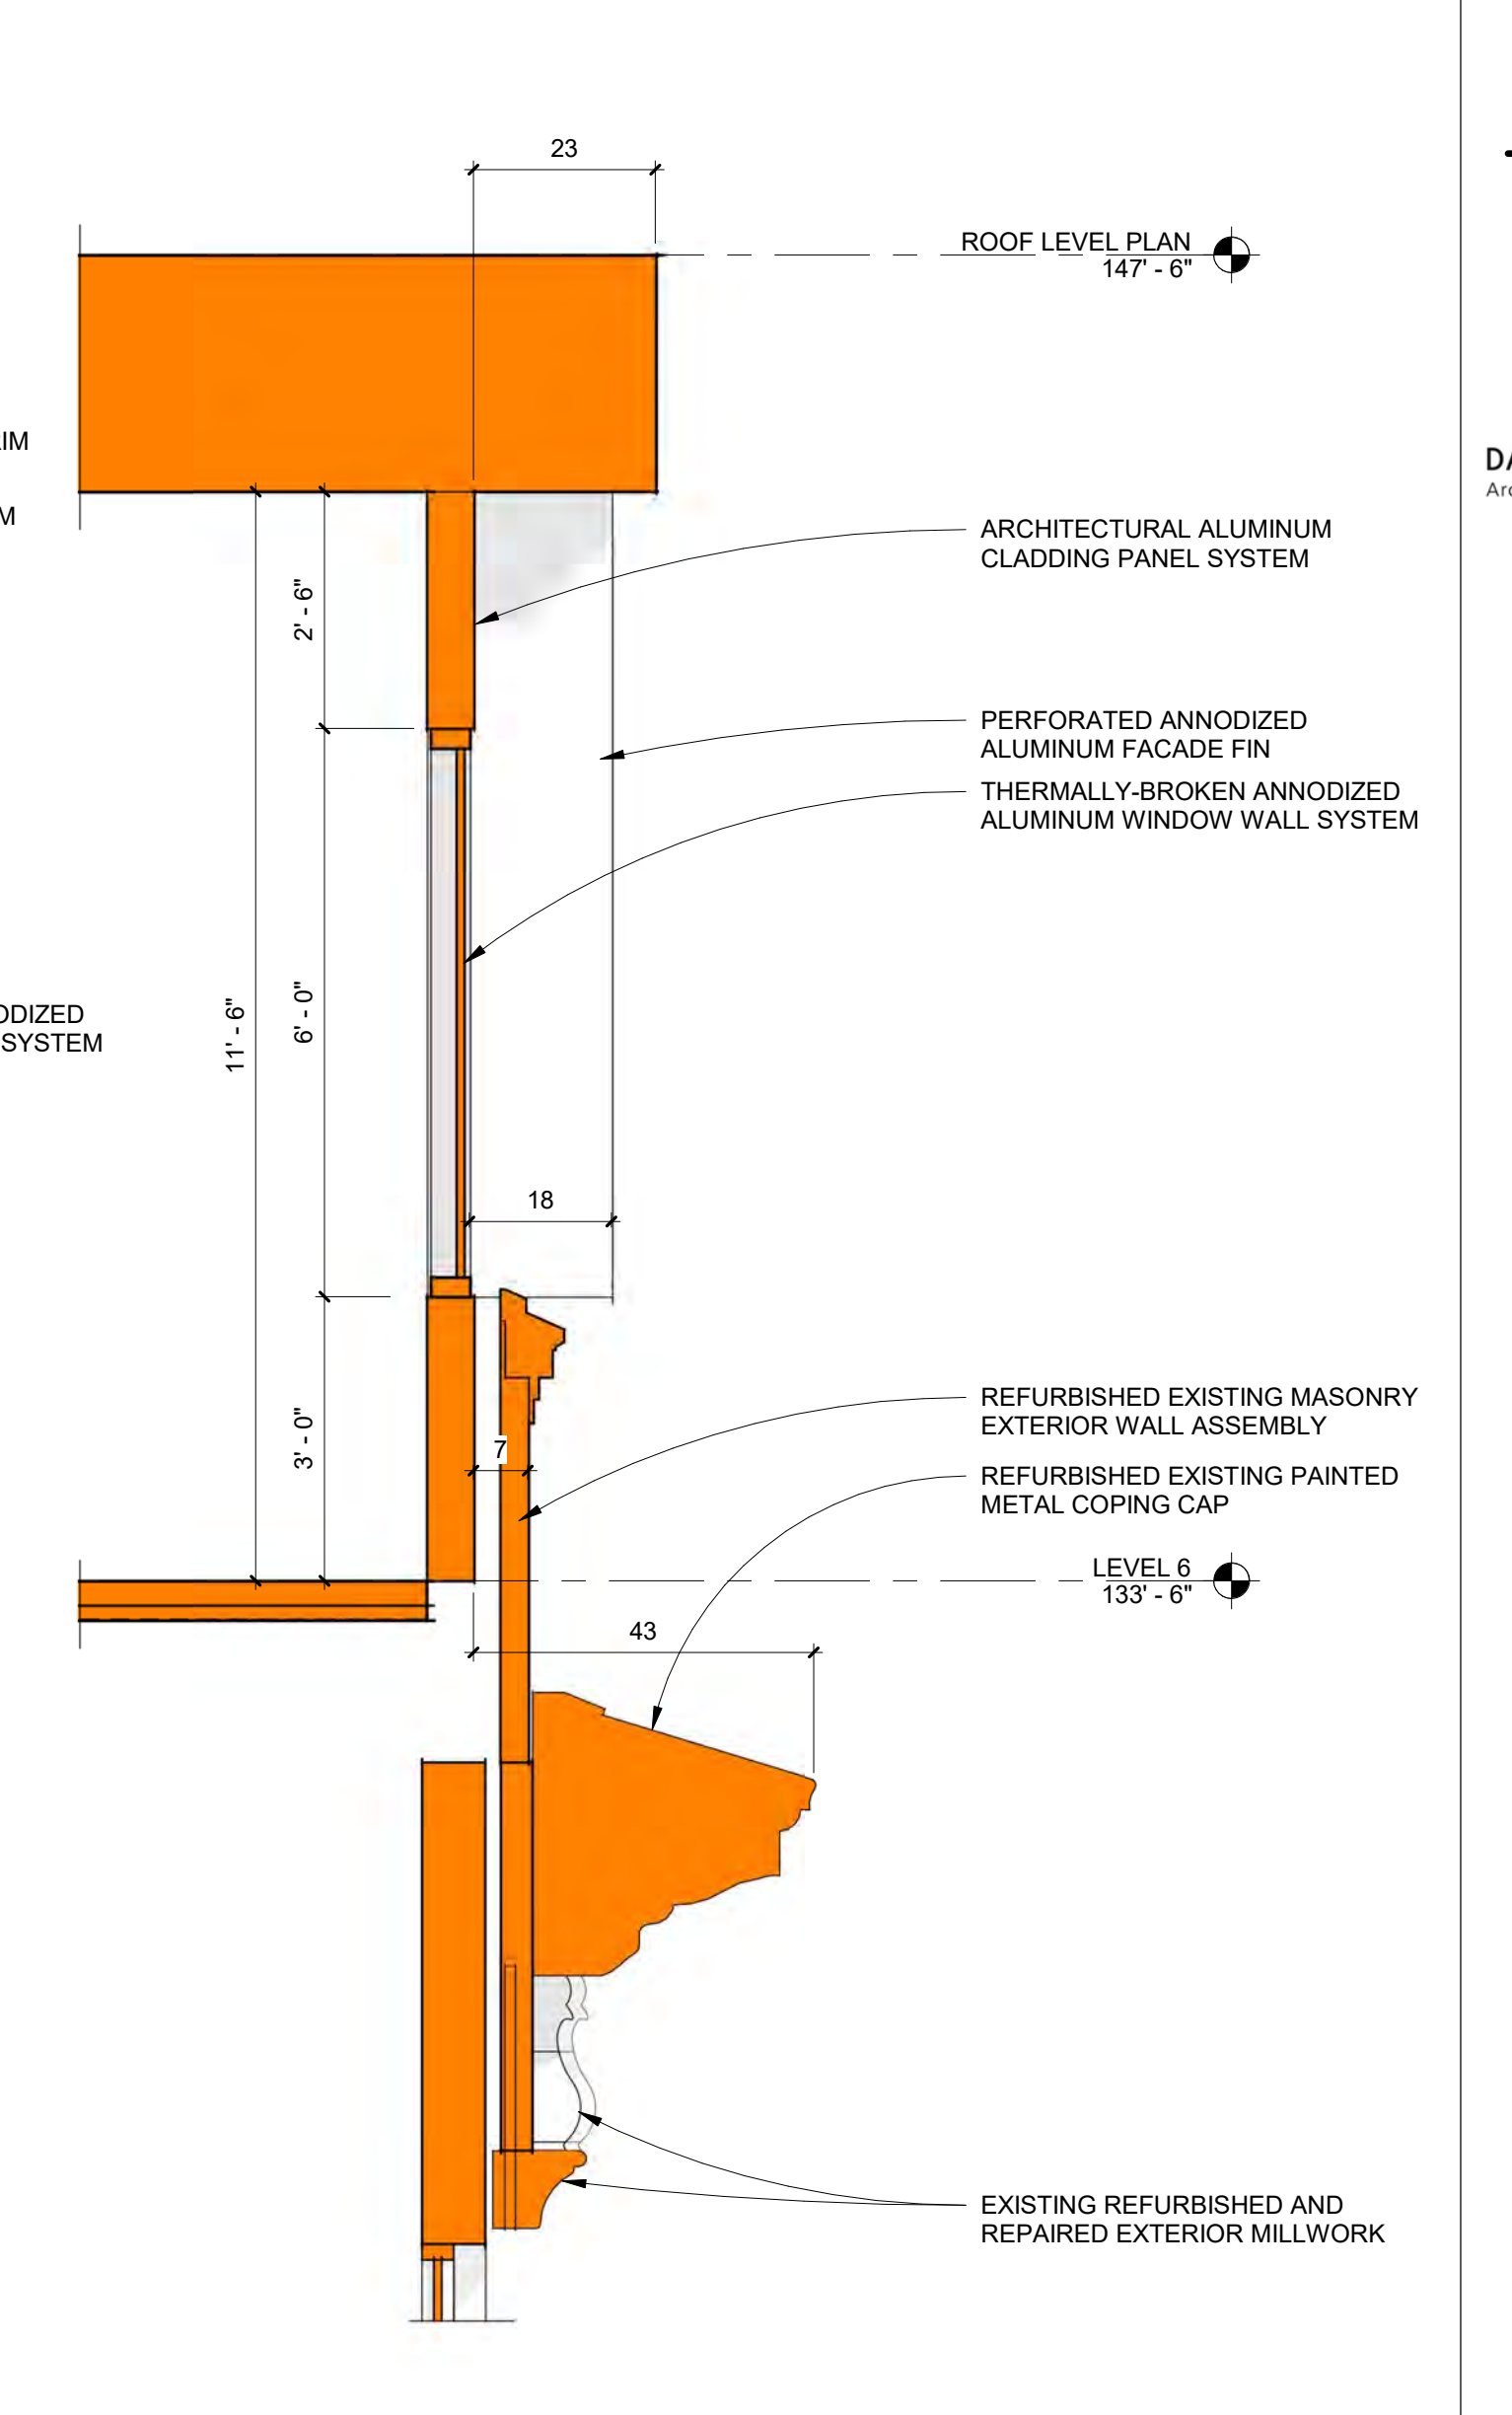 23
ROOF LEVEL PLAN
147' - 6"
IM
M
DA
Arc
ARCHITECTURAL ALUMINUM
CLADDING PANEL SYSTEM
2' - 6"
PERFORATED ANNODIZED
ALUMINUM FACADE FIN
THERMALLY-BROKEN ANNODIZED
ALUMINUM WINDOW WALL SYSTEM
ODIZED
SYSTEM
11' - 6"
6' - 0"
18
REFURBISHED EXISTING MASONRY
EXTERIOR WALL ASSEMBLY
3' - 0"
7
REFURBISHED EXISTING PAINTED
METAL COPING CAP
LEVEL 6
133' - 6"
43
EXISTING REFURBISHED AND
REPAIRED EXTERIOR MILLWORK